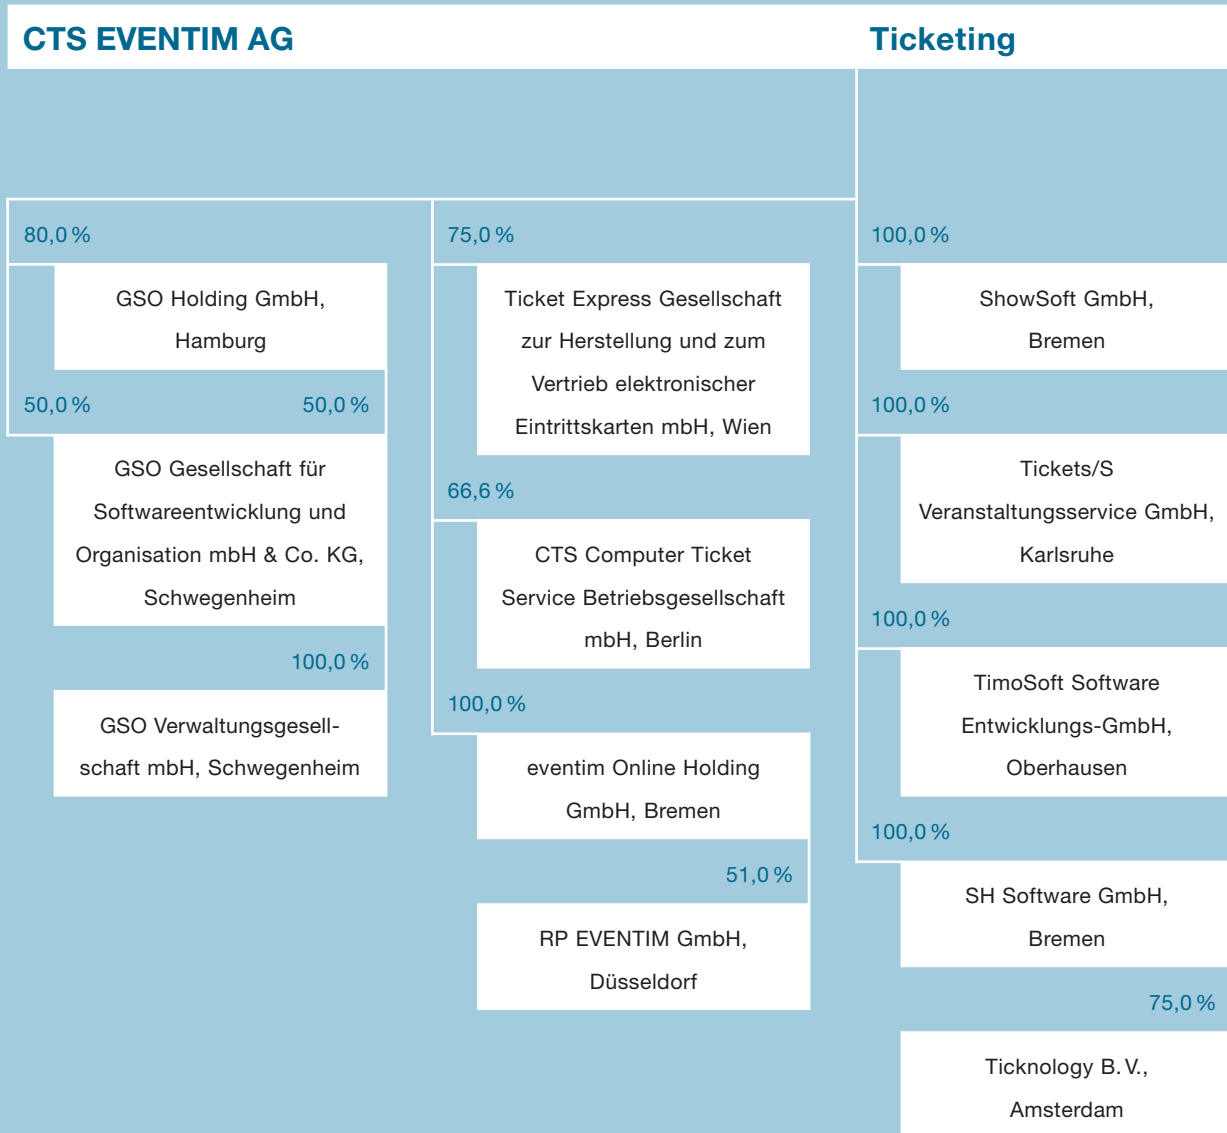 CTS EVENTIM AG
Ticketing
80,0 %
GSO Holding GmbH,
Hamburg
50,0 %
50,0 %
GSO Gesellschaft für
Softwareentwicklung und
Organisation mbH & Co. KG,
Schwegenheim
100,0 %
GSO Verwaltungsgesell-
schaft mbH, Schwegenheim
75,0 %
Ticket Express Gesellschaft
zur Herstellung und zum
Vertrieb elektronischer
Eintrittskarten mbH, Wien
66,6 %
CTS Computer Ticket
Service Betriebsgesellschaft
mbH, Berlin
100,0 %
eventim Online Holding
GmbH, Bremen
51,0 %
RP EVENTIM GmbH,
Düsseldorf
100,0 %
ShowSoft GmbH,
Bremen
100,0 %
Tickets/S
Veranstaltungsservice GmbH,
Karlsruhe
100,0 %
TimoSoft Software
Entwicklungs-GmbH,
Oberhausen
100,0 %
SH Software GmbH,
Bremen
75,0 %
Ticknology B. V.,
Amsterdam